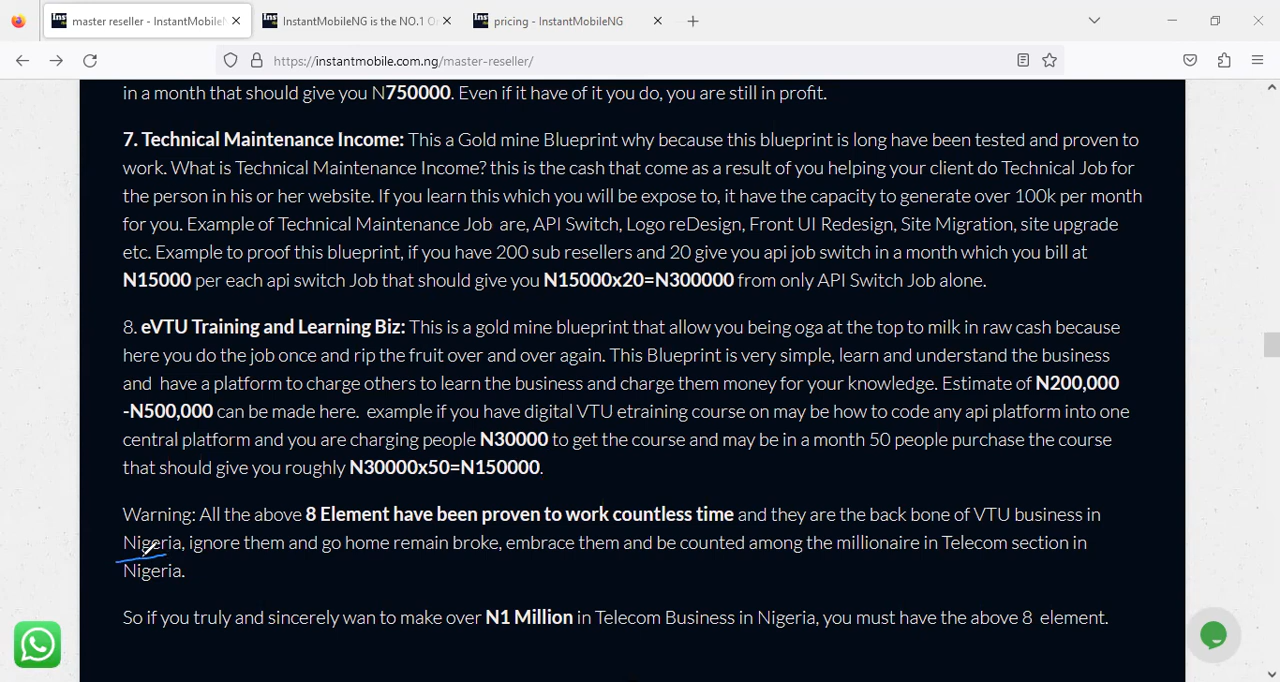 master reseller - InstantMobileN
InstantMobileNG is the NO.1 O
pricing - InstantMobileNG
https://instantmobile.com.ng/master-reseller/
in a month that should give you N750000. Even if it have of it you do, you are still in profit.
7. Technical Maintenance Income: This a Gold mine Blueprint why because this blueprint is long have been tested and proven to
work. What is Technical Maintenance Income? this is the cash that come as a result of you helping your client do Technical Job for
the person in his or her website. If you learn this which you will be expose to, it have the capacity to generate over 100k per month
for you. Example of Technical Maintenance Job are, API Switch, Logo reDesign, Front UI Redesign, Site Migration, site upgrade
etc. Example to proof this blueprint, if you have 200 sub resellers and 20 give you api job switch in a month which you bill at
N15000 per each api switch Job that should give you N15000x20=N300000 from only API Switch Job alone.
8. eVTU Training and Learning Biz: This is a gold mine blueprint that allow you being oga at the top to milk in raw cash because
here you do the job once and rip the fruit over and over again. This Blueprint is very simple, learn and understand the business
and have a platform to charge others to learn the business and charge them money for your knowledge. Estimate of N200,000
-N500,000 can be made here. example if you have digital VTU etraining course on may be how to code any api platform into one
central platform and you are charging people N30000 to get the course and may be in a month 50 people purchase the course
that should give you roughly N30000x50=N150000.
Warning: All the above 8 Element have been proven to work countless time and they are the back bone of VTU business in
Nigeria, ignore them and go home remain broke, embrace them and be counted among the millionaire in Telecom section in
Nigeria.
So if you truly and sincerely wan to make over N1 Million in Telecom Business in Nigeria, you must have the above 8 element.